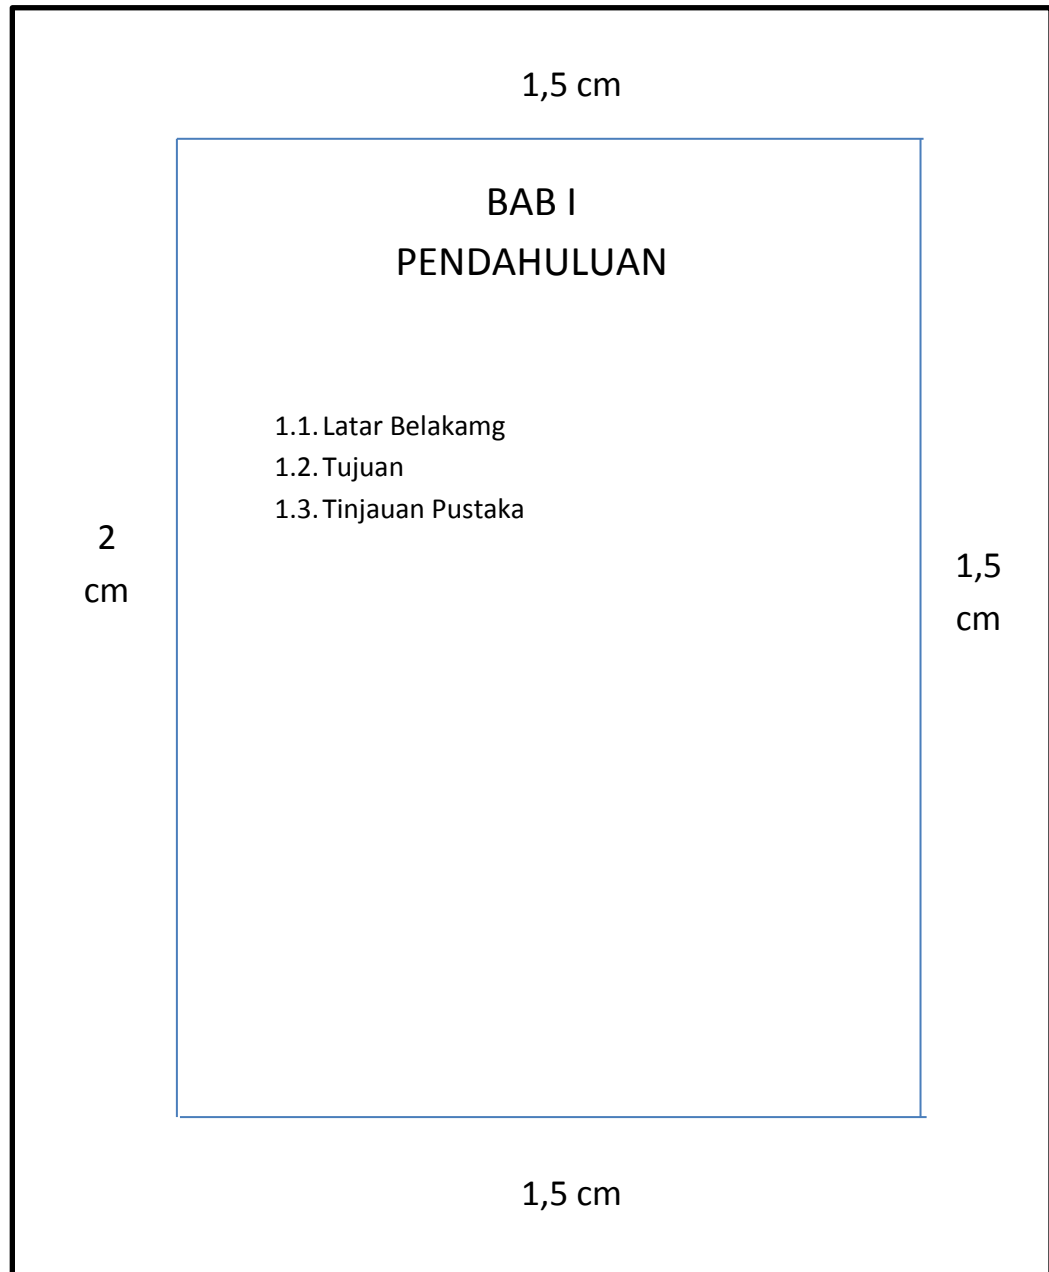 1,5 cm
BAB I
PENDAHULUAN
1.1. Latar Belakamg
1.2. Tujuan
1.3. Tinjauan Pustaka
2
cm
1,5
cm
1,5 cm